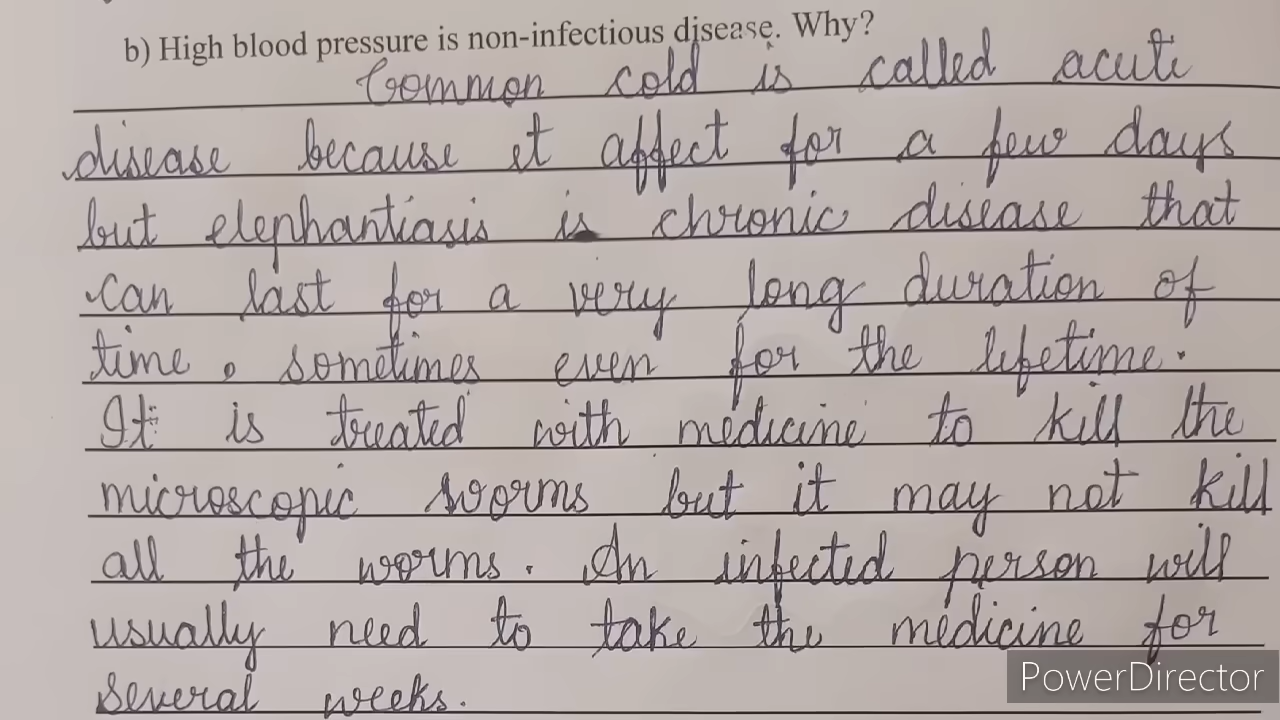 b) High blood pressure is non-infectious disease. Why?
Common cold is called acute
disease because it affect for a few days
but elephantiasis is chronic disease that
can last for a very long duration of
time, sometimes even for the lifetime.
It is treated with medicine to kill the
microscopic worms but it may not kill
all the worms. An infected person will
usually need to take the medicine for
several weeks.
PowerDirector